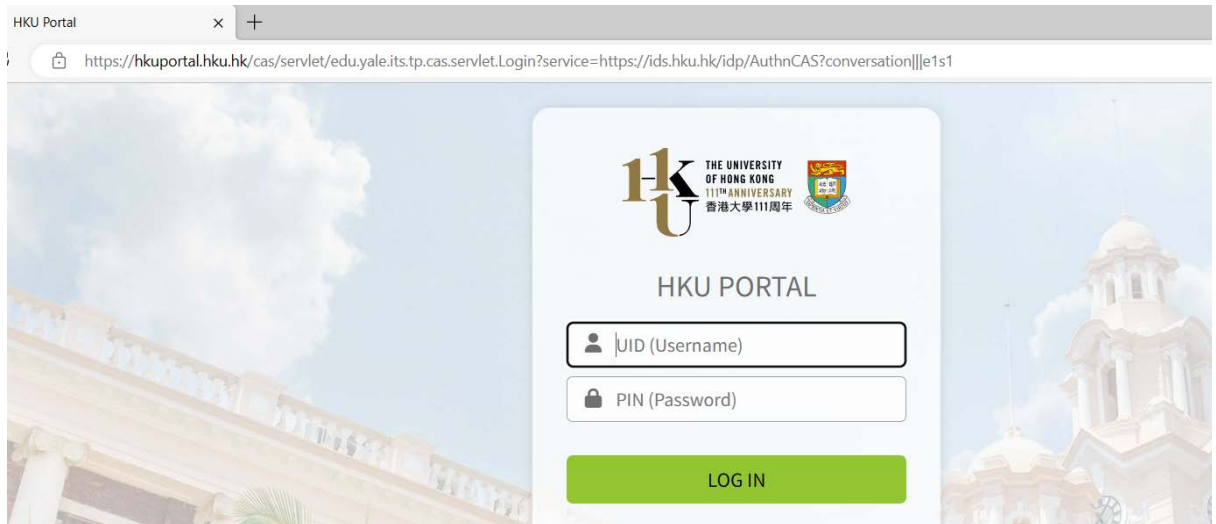 HKU Portal
https://hkuportal.hku.hk/cas/servlet/edu.yale.its.tp.cas.servlet.Login?service=https://ids.hku.hk/idp/AuthnCAS?conversation|||e1s1
HKU
THE UNIVERSITY
OF HONG KONG
111TH ANNIVERSARY
香港大學111周年
HKU PORTAL
UID (Username)
PIN (Password)
LOG IN